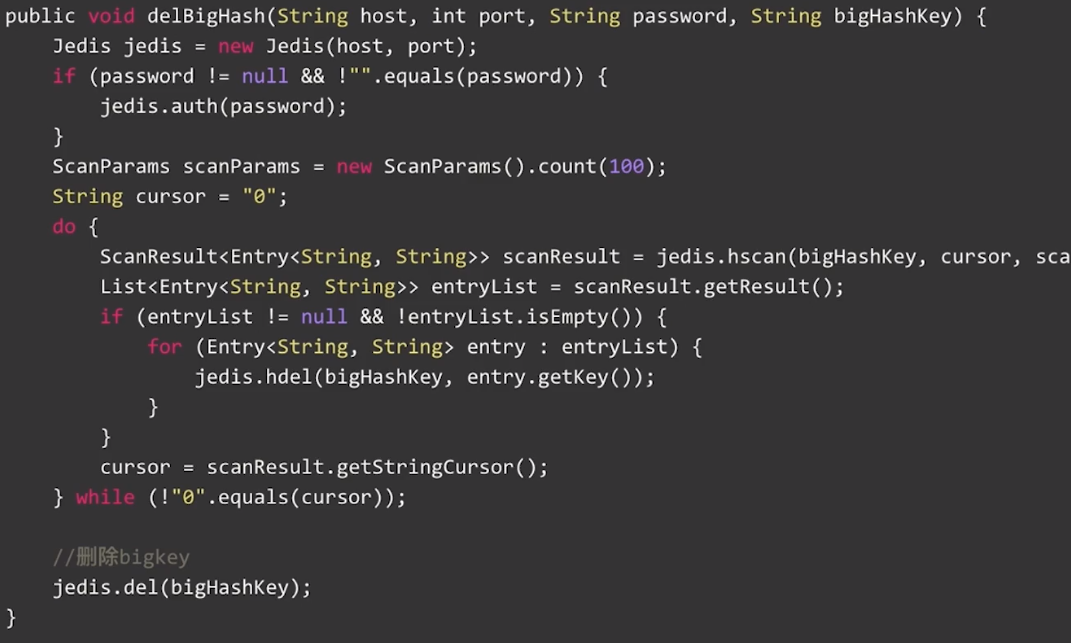 public void delBigHash(String host, int port, String password, String bigHashKey) {
    Jedis jedis = new Jedis(host, port);
    if (password != null && !"".equals(password)) {
        jedis.auth(password);
    }
    ScanParams scanParams = new ScanParams().count(100);
    String cursor = "0";
    do {
        ScanResult<Entry<String, String>> scanResult = jedis.hscan(bigHashKey, cursor, sca
        List<Entry<String, String>> entryList = scanResult.getResult();
        if (entryList != null && !entryList.isEmpty()) {
            for (Entry<String, String> entry : entryList) {
                jedis.hdel(bigHashKey, entry.getKey());
            }
        }
        cursor = scanResult.getStringCursor();
    } while (!"0".equals(cursor));
    //删除bigkey
    jedis.del(bigHashKey);
}